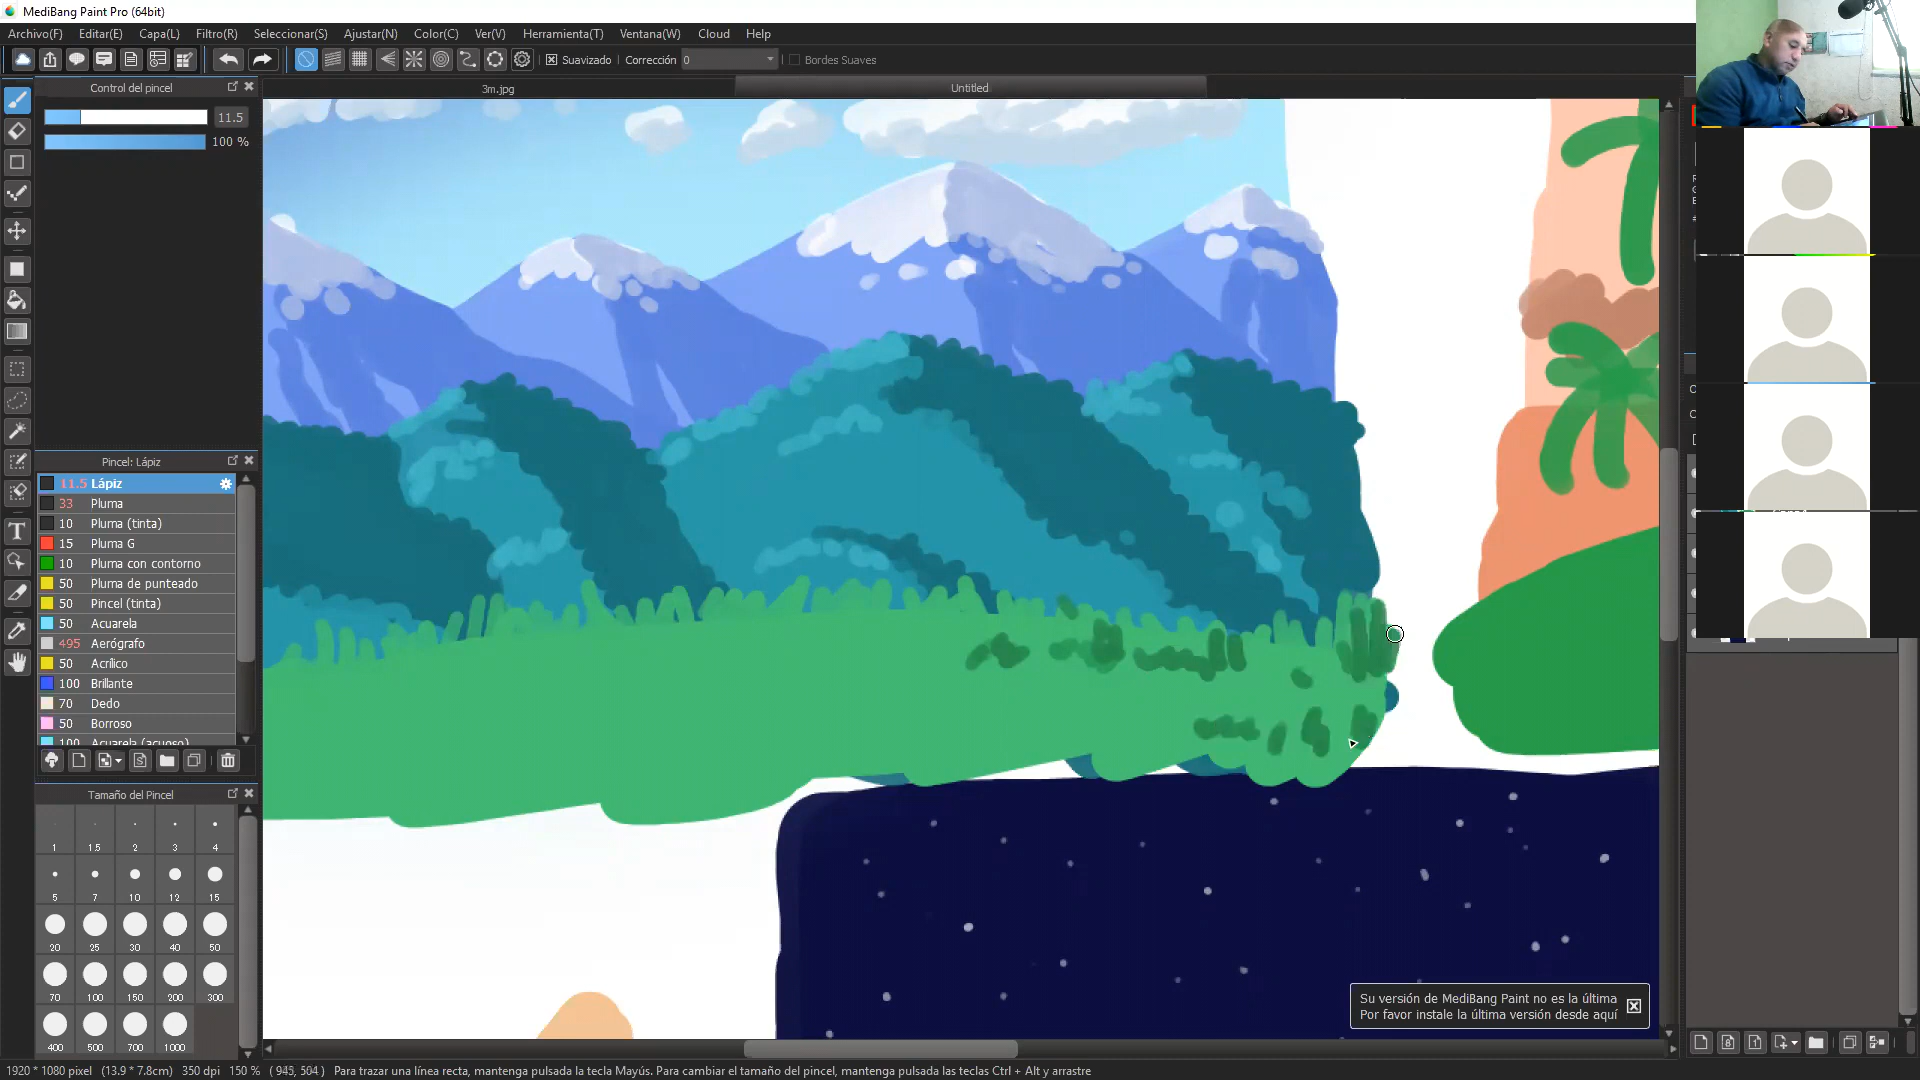 MediBang Paint Pro (64bit)
Archivo(F) Editar(E) Capa(L) Filtro(R) Seleccionar(S) Ajustar(N) Color(C) Ver(V) Herramienta(T) Ventana(W) Cloud Help
Suavizado Corrección 0 Bordes Suaves
Control del pincel
3m.jpg
Untitled
11.5
100 %
Pincel: Lápiz
11.5 Lápiz
33 Pluma
10 Pluma (tinta)
15 Pluma G
10 Pluma con contorno
50 Pluma de punteado
50 Pincel (tinta)
50 Acuarela
495 Aerógrafo
50 Acrílico
100 Brillante
70 Dedo
50 Borroso
100 Acuarela (acuoso)
Tamaño del Pincel
1 1.5 2 3 4
5 7 10 12 15
20 25 30 40 50
70 100 150 200 300
400 500 700 1000
Su versión de MediBang Paint no es la última
Por favor instale la última versión desde aquí
1920 * 1080 pixel (13.9 * 7.8cm) 350 dpi 150 % ( 945, 504 ) Para trazar una línea recta, mantenga pulsada la tecla Mayús. Para cambiar el tamaño del pincel, mantenga pulsada las teclas Ctrl + Alt y arrastre